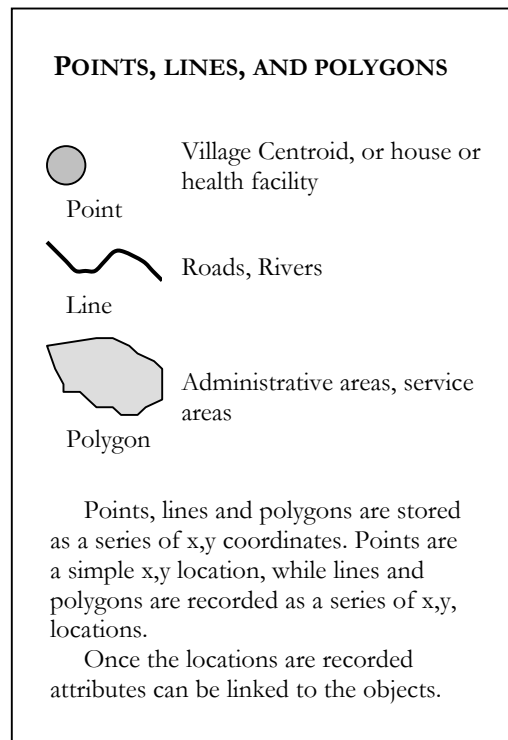 POINTS, LINES, AND POLYGONS
Village Centroid, or house or
health facility
Point
Roads, Rivers
Line
Administrative areas, service
areas
Polygon
Points, lines and polygons are stored
as a series of x,y coordinates. Points are
a simple x,y location, while lines and
polygons are recorded as a series of x,y,
locations.
Once the locations are recorded
attributes can be linked to the objects.